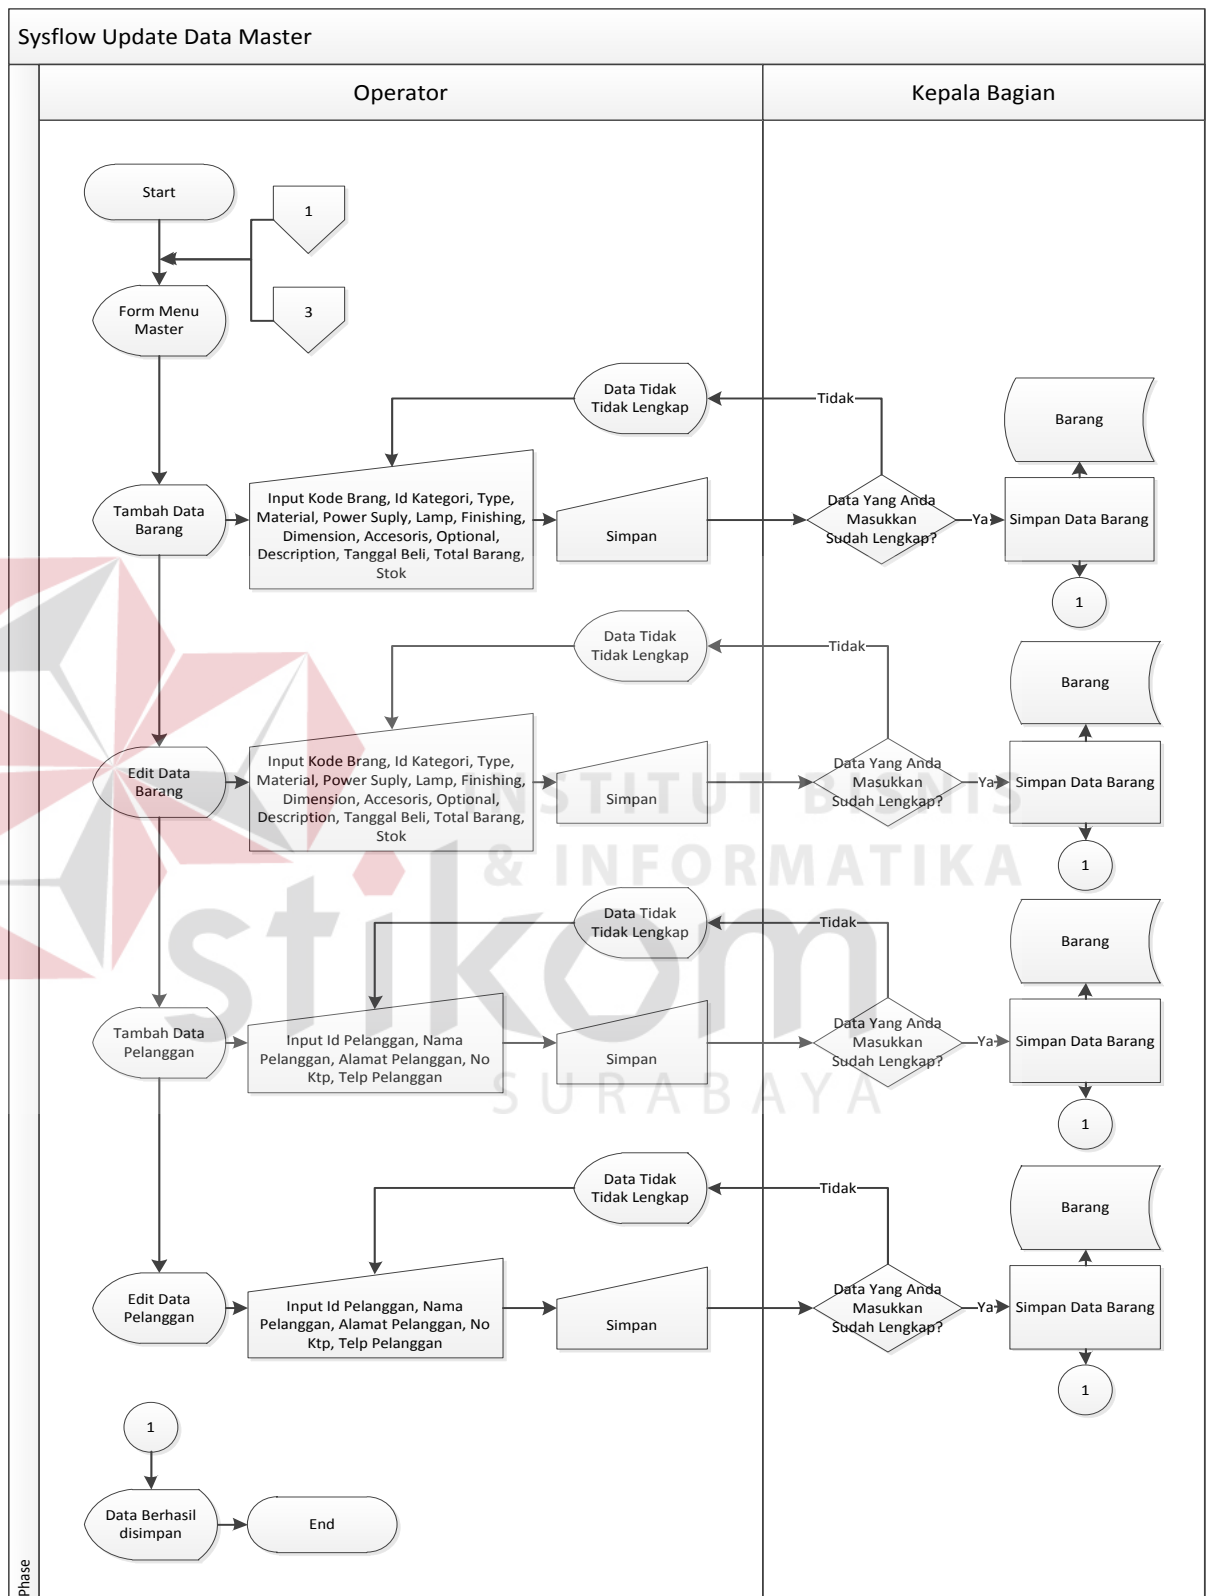 Sysflow Update Data Master
Operator
Kepala Bagian
Start
1
Form Menu
Master
3
Data Tidak
Tidak Lengkap
Tidak
Barang
Tambah Data
Barang
Input Kode Brang, Id Kategori, Type,
Material, Power Suply, Lamp, Finishing,
Dimension, Accesoris, Optional,
Description, Tanggal Beli, Total Barang,
Stok
Simpan
Data Yang Anda
Masukkan
Sudah Lengkap?
Ya
Simpan Data Barang
1
Data Tidak
Tidak Lengkap
Tidak
Barang
Edit Data
Barang
Input Kode Brang, Id Kategori, Type,
Material, Power Suply, Lamp, Finishing,
Dimension, Accesoris, Optional,
Description, Tanggal Beli, Total Barang,
Stok
Simpan
Data Yang Anda
Masukkan
Sudah Lengkap?
Ya
Simpan Data Barang
1
INSTITUT BISNIS
& INFORMATIKA
stikom
SURABAYA
Data Tidak
Tidak Lengkap
Tidak
Barang
Tambah Data
Pelanggan
Input Id Pelanggan, Nama
Pelanggan, Alamat Pelanggan, No
Ktp, Telp Pelanggan
Simpan
Data Yang Anda
Masukkan
Sudah Lengkap?
Ya
Simpan Data Barang
1
Data Tidak
Tidak Lengkap
Tidak
Barang
Edit Data
Pelanggan
Input Id Pelanggan, Nama
Pelanggan, Alamat Pelanggan, No
Ktp, Telp Pelanggan
Simpan
Data Yang Anda
Masukkan
Sudah Lengkap?
Ya
Simpan Data Barang
1
1
Data Berhasil
disimpan
End
Phase